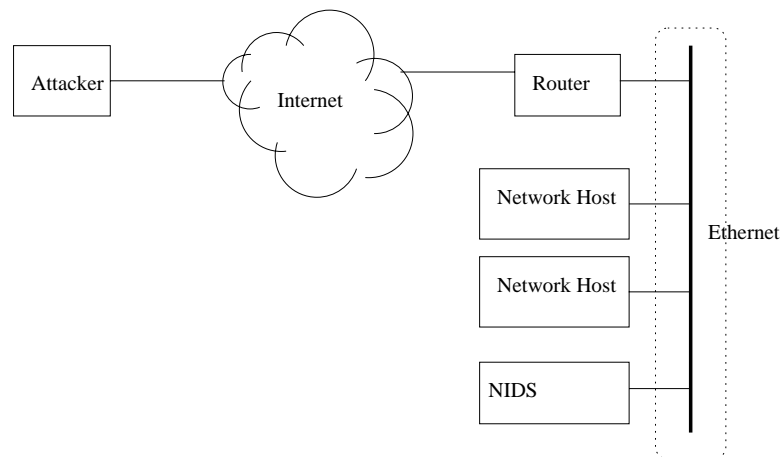 Attacker
Internet
Router
Network Host
Ethernet
Network Host
NIDS